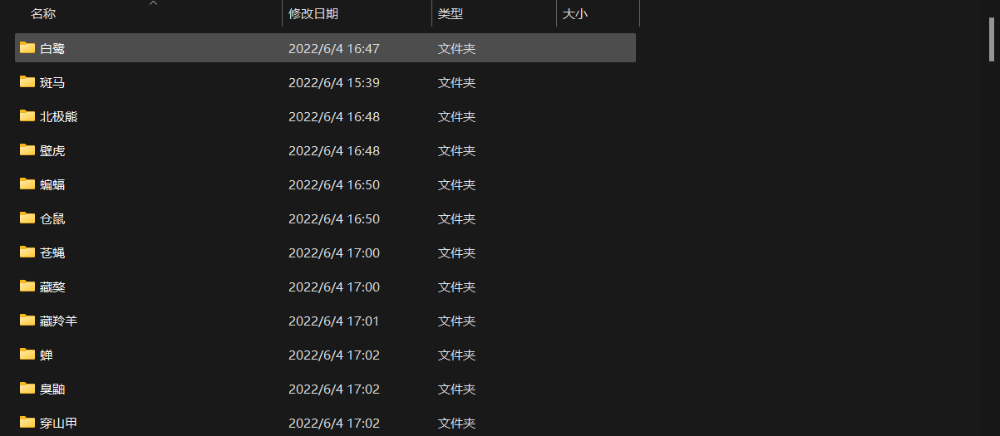 名称 修改日期 类型 大小
白鹭 2022/6/4 16:47 文件夹
斑马 2022/6/4 15:39 文件夹
北极熊 2022/6/4 16:48 文件夹
壁虎 2022/6/4 16:48 文件夹
蝙蝠 2022/6/4 16:50 文件夹
仓鼠 2022/6/4 16:50 文件夹
苍蝇 2022/6/4 17:00 文件夹
藏獒 2022/6/4 17:00 文件夹
藏羚羊 2022/6/4 17:01 文件夹
蝉 2022/6/4 17:02 文件夹
臭鼬 2022/6/4 17:02 文件夹
穿山甲 2022/6/4 17:02 文件夹